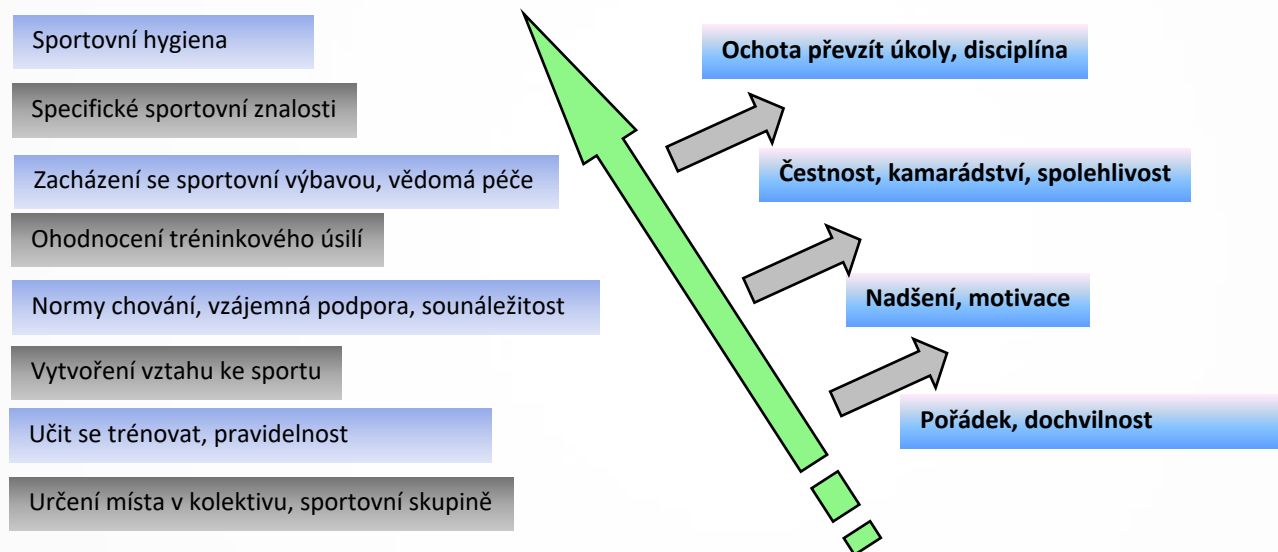 Sportovní hygiena
Specifické sportovní znalosti
Zacházení se sportovní výbavou, vědomá péče
Ohodnocení tréninkového úsilí
Normy chování, vzájemná podpora, sounáležitost
Vytvoření vztahu ke sportu
Učit se trénovat, pravidelnost
Určení místa v kolektivu, sportovní skupině
Ochota převzít úkoly, disciplína
Čestnost, kamarádství, spolehlivost
Nadšení, motivace
Pořádek, dochvilnost